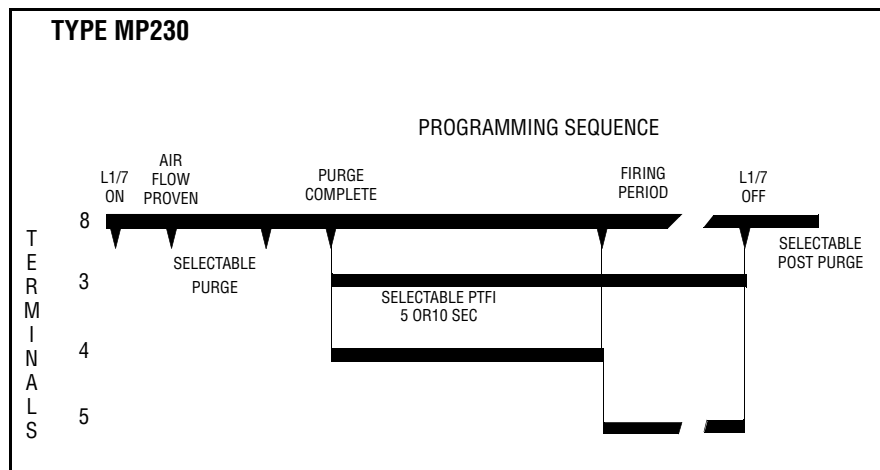 TYPE MP230
PROGRAMMING SEQUENCE
L1/7
ON
AIR
FLOW
PROVEN
PURGE
COMPLETE
FIRING
PERIOD
L1/7
OFF
8
SELECTABLE
PURGE
SELECTABLE
POST PURGE
TERMINALS
3
SELECTABLE PTFI
5 OR10 SEC
4
5